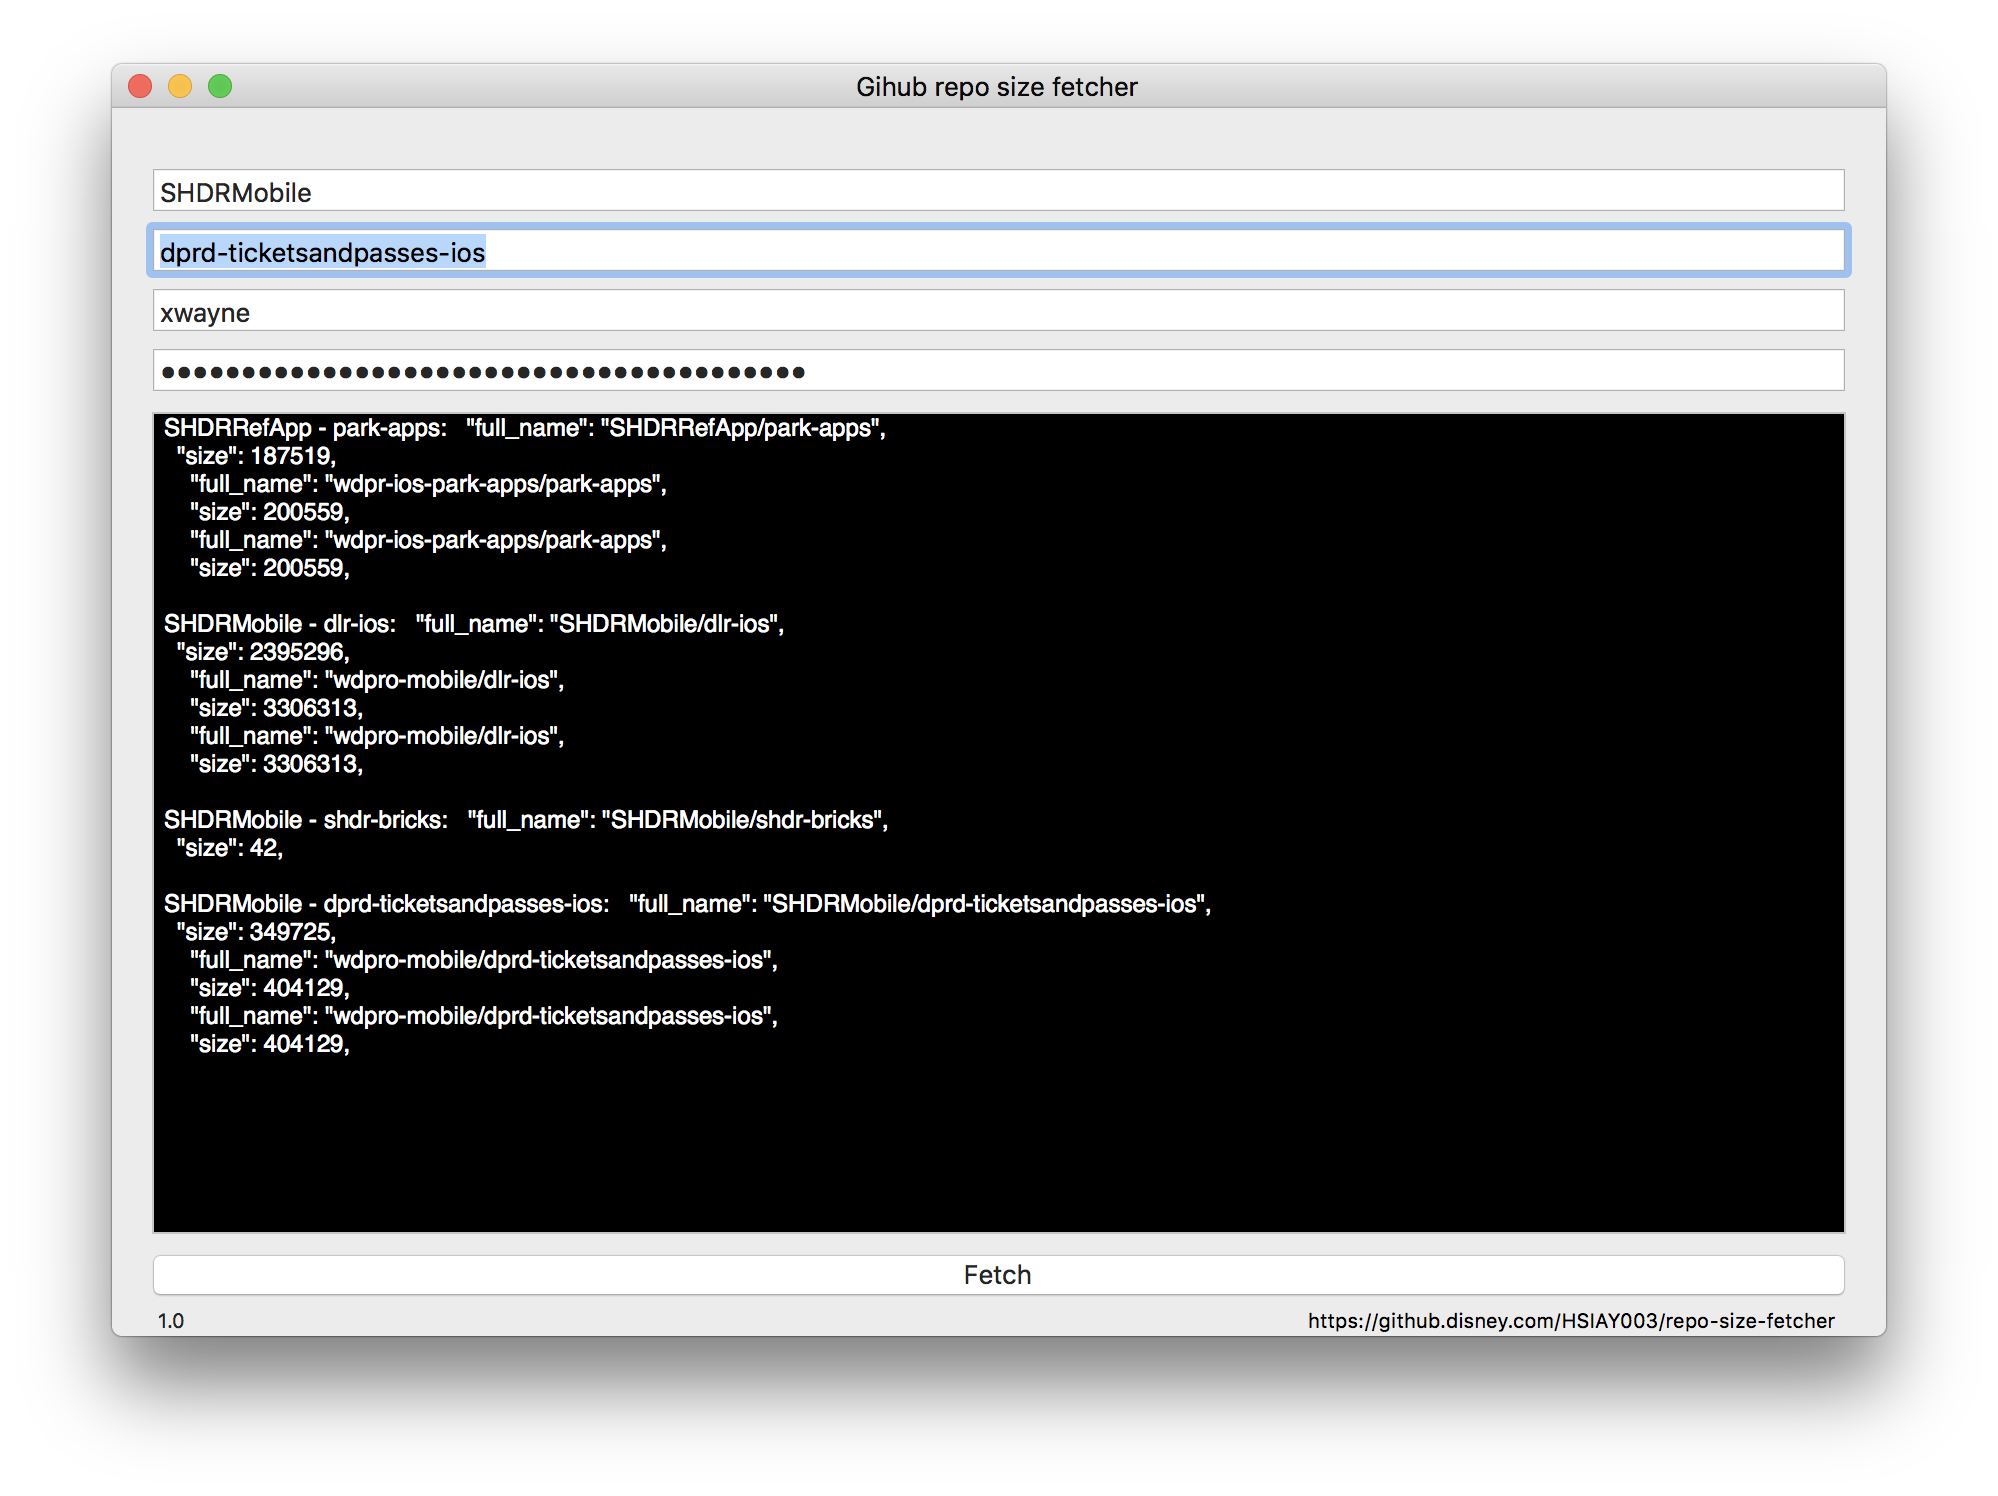 Gihub repo size fetcher
SHDRMobile
dprd-ticketsandpasses-ios
xwayne
••••••••••••••••••••••••••••••••••••••••
SHDRRefApp - park-apps:   "full_name": "SHDRRefApp/park-apps",
"size": 187519,
"full_name": "wdpr-ios-park-apps/park-apps",
"size": 200559,
"full_name": "wdpr-ios-park-apps/park-apps",
"size": 200559,
SHDRMobile - dlr-ios:   "full_name": "SHDRMobile/dlr-ios",
"size": 2395296,
"full_name": "wdpro-mobile/dlr-ios",
"size": 3306313,
"full_name": "wdpro-mobile/dlr-ios",
"size": 3306313,
SHDRMobile - shdr-bricks:   "full_name": "SHDRMobile/shdr-bricks",
"size": 42,
SHDRMobile - dprd-ticketsandpasses-ios:   "full_name": "SHDRMobile/dprd-ticketsandpasses-ios",
"size": 349725,
"full_name": "wdpro-mobile/dprd-ticketsandpasses-ios",
"size": 404129,
"full_name": "wdpro-mobile/dprd-ticketsandpasses-ios",
"size": 404129,
Fetch
1.0
https://github.disney.com/HSIAY003/repo-size-fetcher